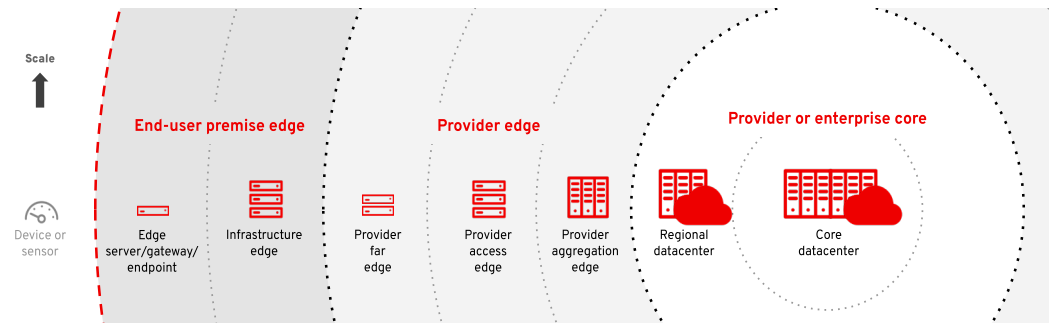 Scale
End-user premise edge
Provider edge
Provider or enterprise core
Device or
sensor
Edge
server/gateway/
endpoint
Infrastructure
edge
Provider
far
edge
Provider
access
edge
Provider
aggregation
edge
Regional
datacenter
Core
datacenter